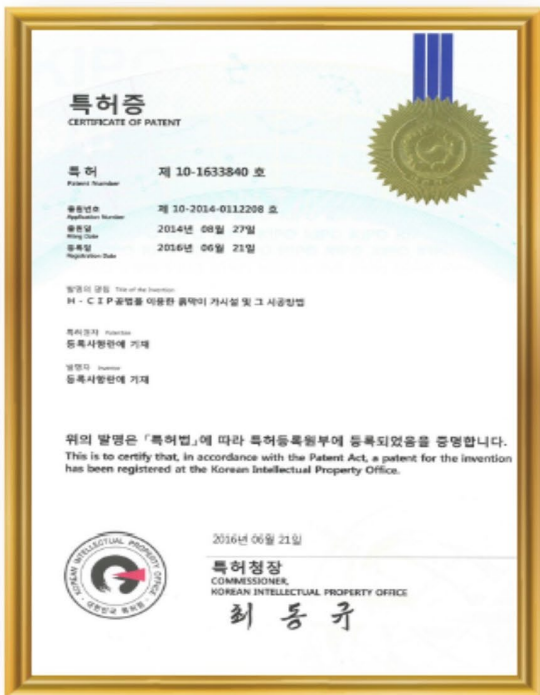 특허증
CERTIFICATE OF PATENT
특 허 제 10-1633840 호
Patent Number
출원번호 제 10-2014-0112208 호
Application Number
출원일 2014년 08월 27일
Filing Date
등록일 2016년 06월 21일
Registration Date
발명의 명칭 Title of the Invention
H - C I P공법을 이용한 흙막이 가시설 및 그 시공방법
특허권자 Patentee
등록사항란에 기재
발명자 Inventor
등록사항란에 기재
위의 발명은 「특허법」에 따라 특허등록원부에 등록되었음을 증명합니다.
This is to certify that, in accordance with the Patent Act, a patent for the invention
has been registered at the Korean Intellectual Property Office.
2016년 06월 21일
특허청장
COMMISSIONER,
KOREAN INTELLECTUAL PROPERTY OFFICE
최 동 규
KOREAN INTELLECTUAL PROPERTY OFFICE
대한민국 특허청